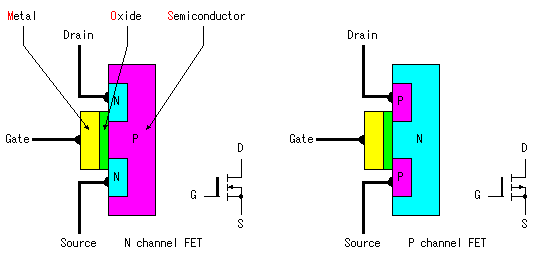 Metal Oxide Semiconductor
Drain Drain
N P
P N
Gate Gate
N P
D D
G G
S S
Source N channel FET Source P channel FET